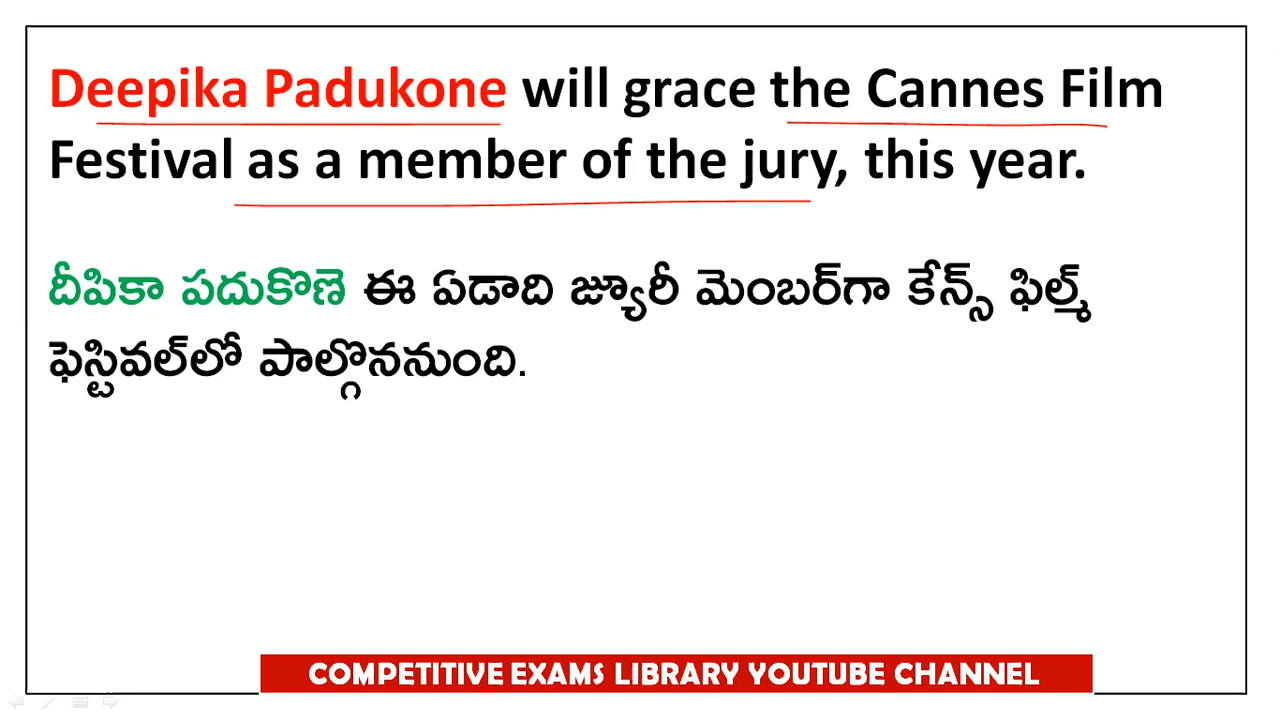 Deepika Padukone will grace the Cannes Film
Festival as a member of the jury, this year.
దీపికా పదుకొణె ఈ ఏడాది జ్యూరీ మెంబర్‌గా కేన్స్ ఫిల్మ్
ఫెస్టివల్‌లో పాల్గొననుంది.
COMPETITIVE EXAMS LIBRARY YOUTUBE CHANNEL